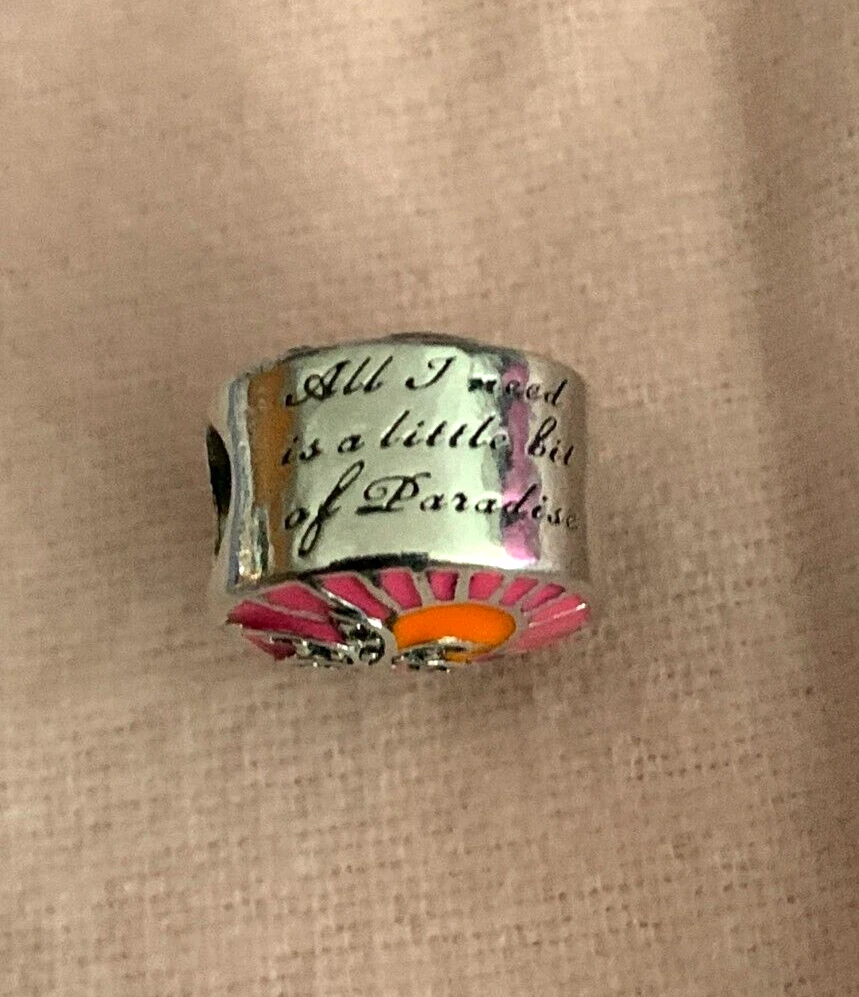 All I need
is a little bit
of Paradise